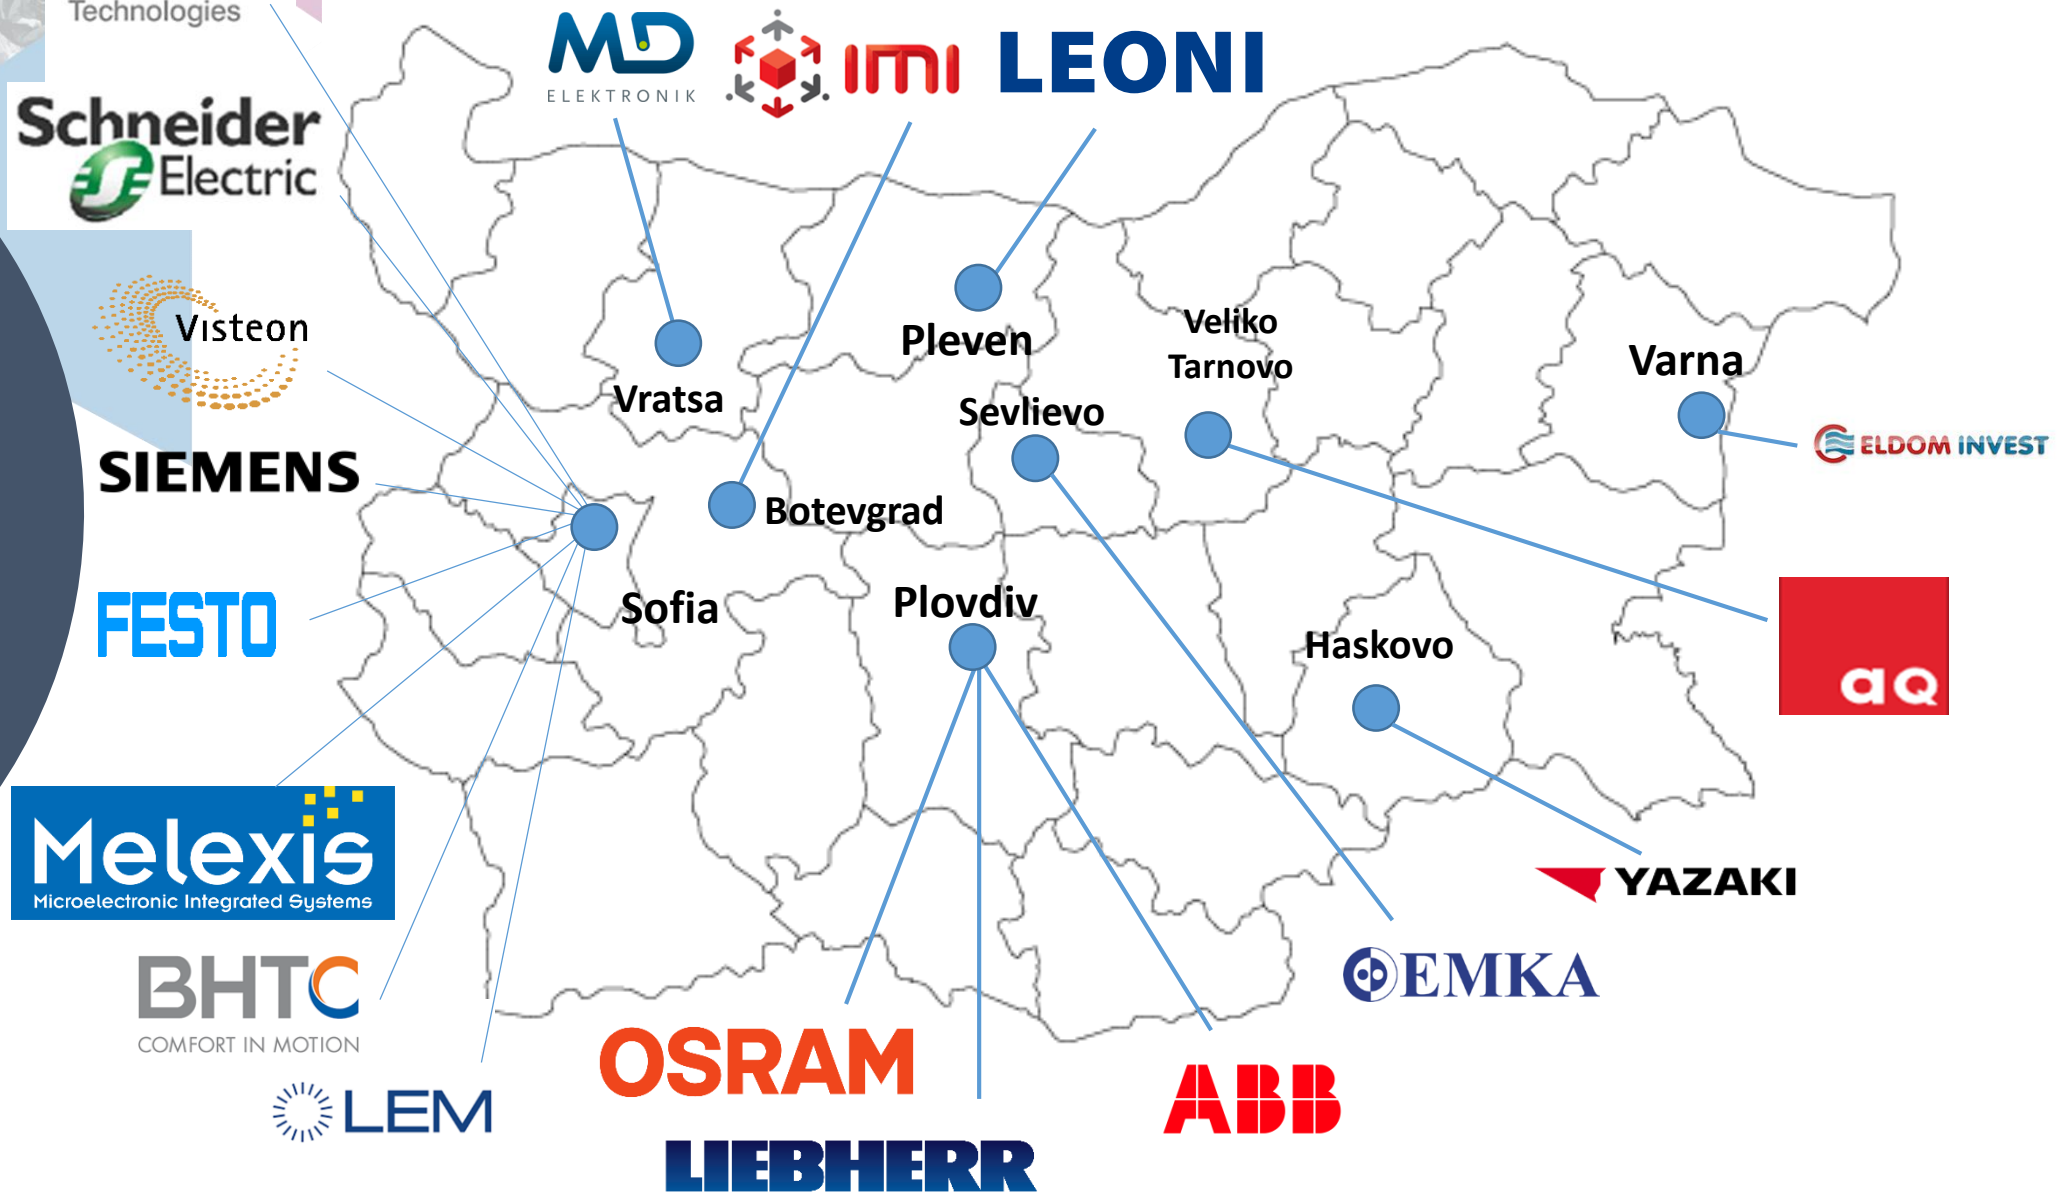 Technologies
MD
ELEKTRONIK
IMI
LEONI
Schneider
Electric
Visteon
SIEMENS
FESTO
Melexis
Microelectronic Integrated Systems
BHTC
COMFORT IN MOTION
LEM
OSRAM
LIEBHERR
ABB
EMKA
YAZAKI
aQ
ELDOM INVEST
Vratsa
Pleven
Veliko
Tarnovo
Varna
Sevlievo
Botevgrad
Sofia
Plovdiv
Haskovo